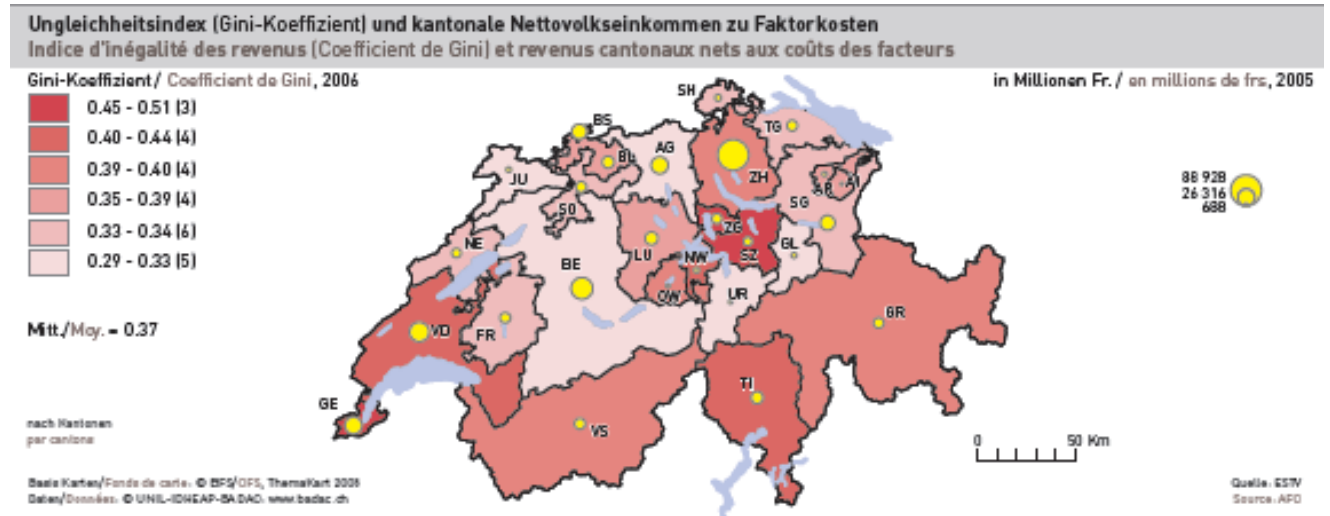 Ungleichheitsindex (Gini-Koeffizient) und kantonale Nettovolkseinkommen zu Faktorkosten
Indice d'inégalité des revenus (Coefficient de Gini) et revenus cantonaux nets aux coûts des facteurs
Gini-Koeffizient / Coefficient de Gini, 2006
in Millionen Fr. / en millions de frs, 2005
0.45 - 0.51 (3)
0.40 - 0.44 (4)
0.39 - 0.40 (4)
0.35 - 0.39 (4)
0.33 - 0.34 (6)
0.29 - 0.33 (5)
Mitt./Moy. = 0.37
SH
BS
TG
AG
BL
ZH
JU
AR
AI
SO
SG
ZG
NE
LU
NW
SZ
GL
BE
OW
UR
VD
FR
GR
TI
GE
VS
88 928
26 316
688
nach Kantonen
par cantons
0 50 Km
Basis Karten/Fonds de carte: © BFS/OFS, ThemaKart 2008
Daten/Données: © UNIL-IDHEAP-BADAC: www.badac.ch
Quelle: ESTV
Source: AFC